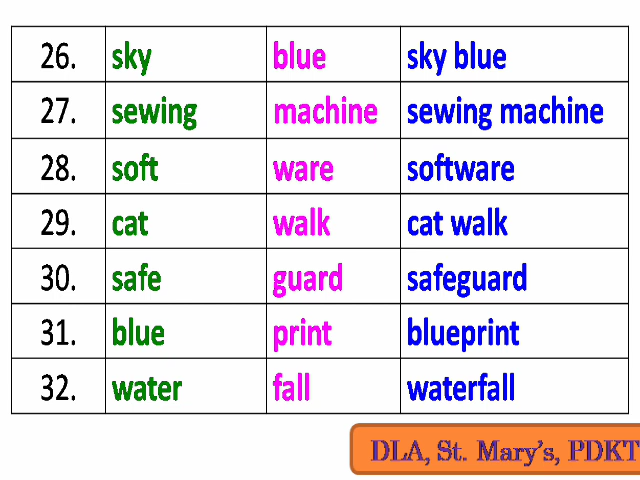 26. sky blue sky blue
27. sewing machine sewing machine
28. soft ware software
29. cat walk cat walk
30. safe guard safeguard
31. blue print blueprint
32. water fall waterfall
DLA, St. Mary's, PDKT